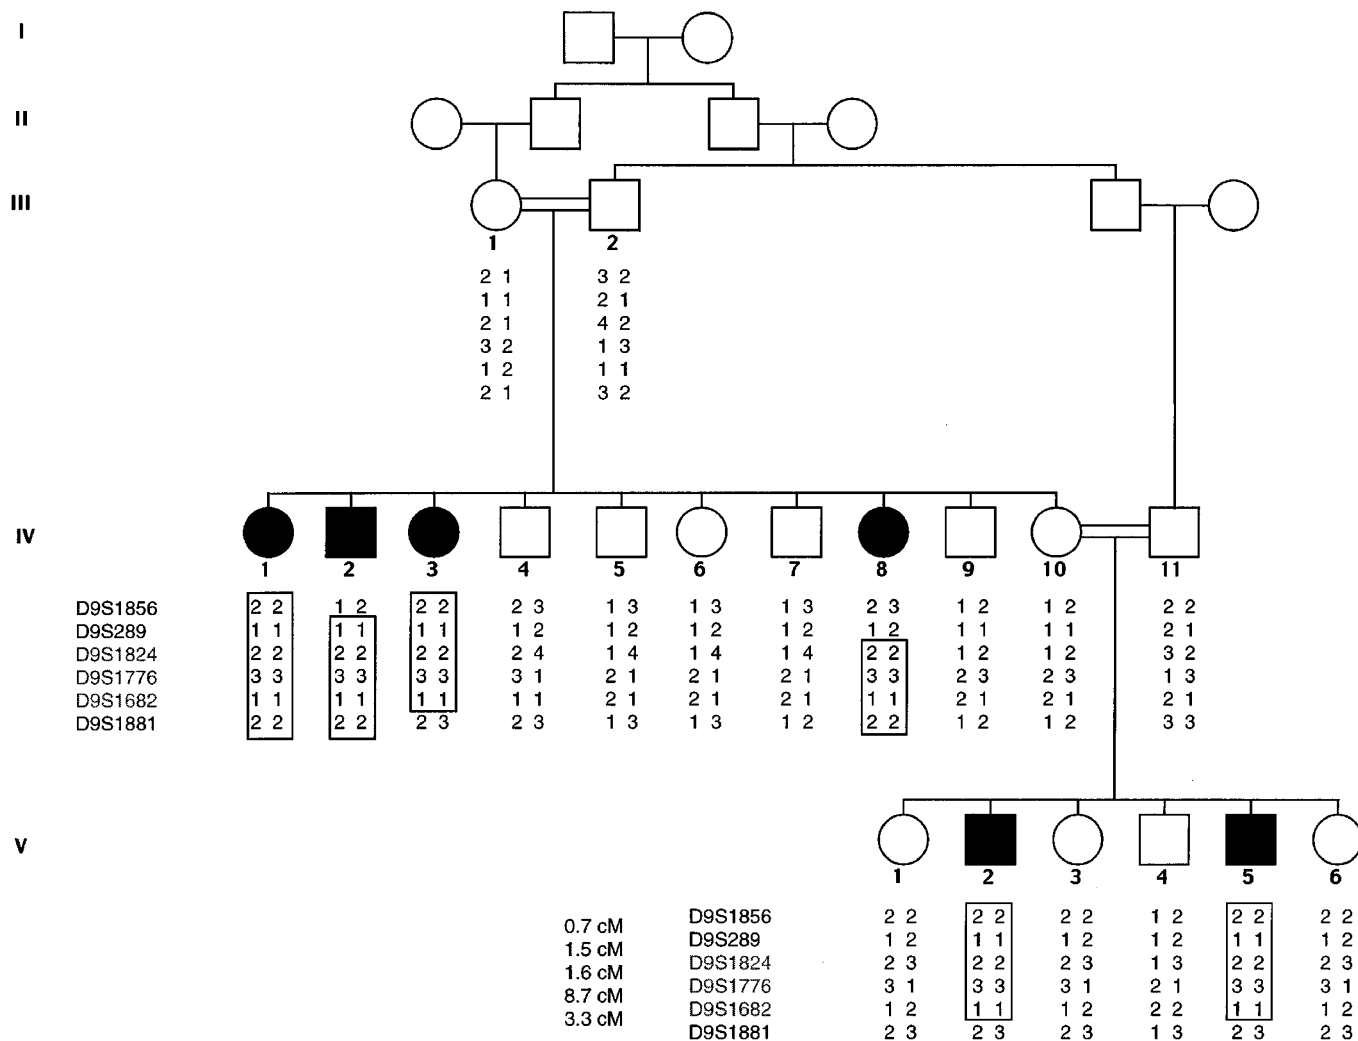 I
II
III
1 2
2 1 3 2
1 1 2 1
2 1 4 2
3 2 1 3
1 2 1 1
2 1 3 2
IV
1 2 3 4 5 6 7 8 9 10 11
D9S1856 2 2 1 2 2 2 2 3 1 3 1 3 1 3 2 3 1 2 1 2 2 2
D9S289 1 1 1 1 1 1 1 2 1 2 1 2 1 2 1 2 1 1 1 1 2 1
D9S1824 2 2 2 2 2 2 2 4 1 4 1 4 1 4 2 2 1 2 1 2 3 2
D9S1776 3 3 3 3 3 3 3 1 2 1 2 1 2 1 3 3 2 3 2 3 1 3
D9S1682 1 1 1 1 1 1 1 1 2 1 2 1 2 1 1 1 2 1 2 1 2 1
D9S1881 2 2 2 2 2 3 2 3 1 3 1 3 1 2 2 2 1 2 1 2 3 3
V
1 2 3 4 5 6
D9S1856 2 2 2 2 2 2 1 2 2 2 2 2
0.7 cM
D9S289 1 2 1 1 1 2 1 2 1 1 1 2
1.5 cM
D9S1824 2 3 2 2 2 3 1 3 2 2 2 3
1.6 cM
D9S1776 3 1 3 3 3 1 2 1 3 3 3 1
8.7 cM
D9S1682 1 2 1 1 1 2 2 2 1 1 1 2
3.3 cM
D9S1881 2 3 2 3 2 3 1 3 2 3 2 3